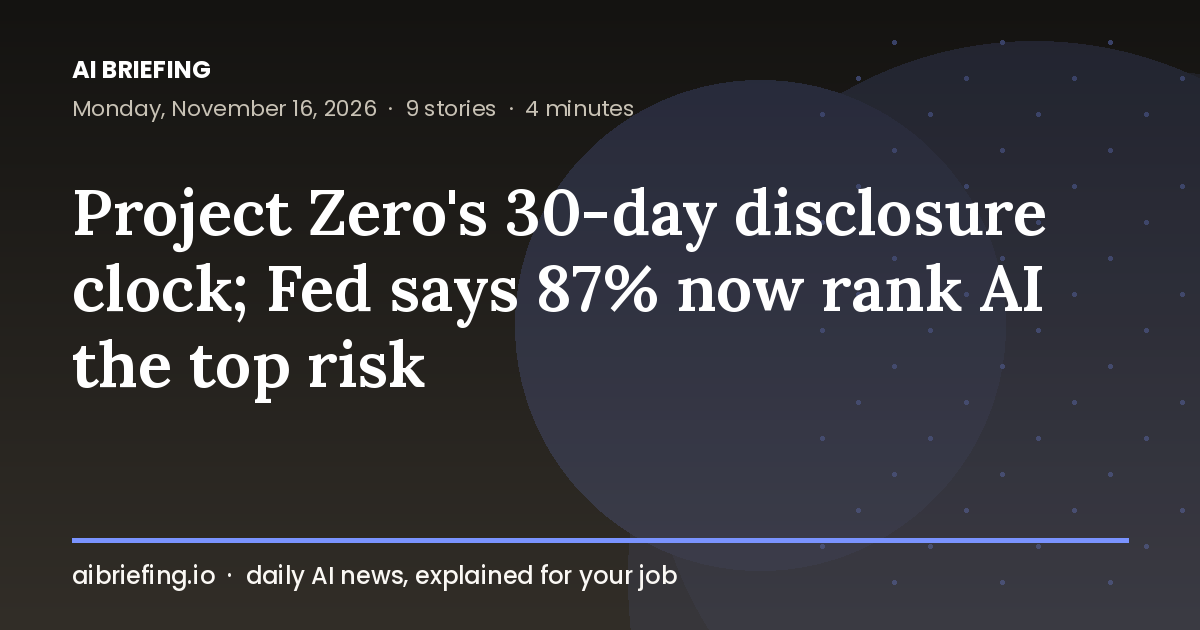 AI BRIEFING
Monday, November 16, 2026 · 9 stories · 4 minutes
Project Zero's 30-day disclosure
clock; Fed says 87% now rank AI
the top risk
aibriefing.io · daily AI news, explained for your job